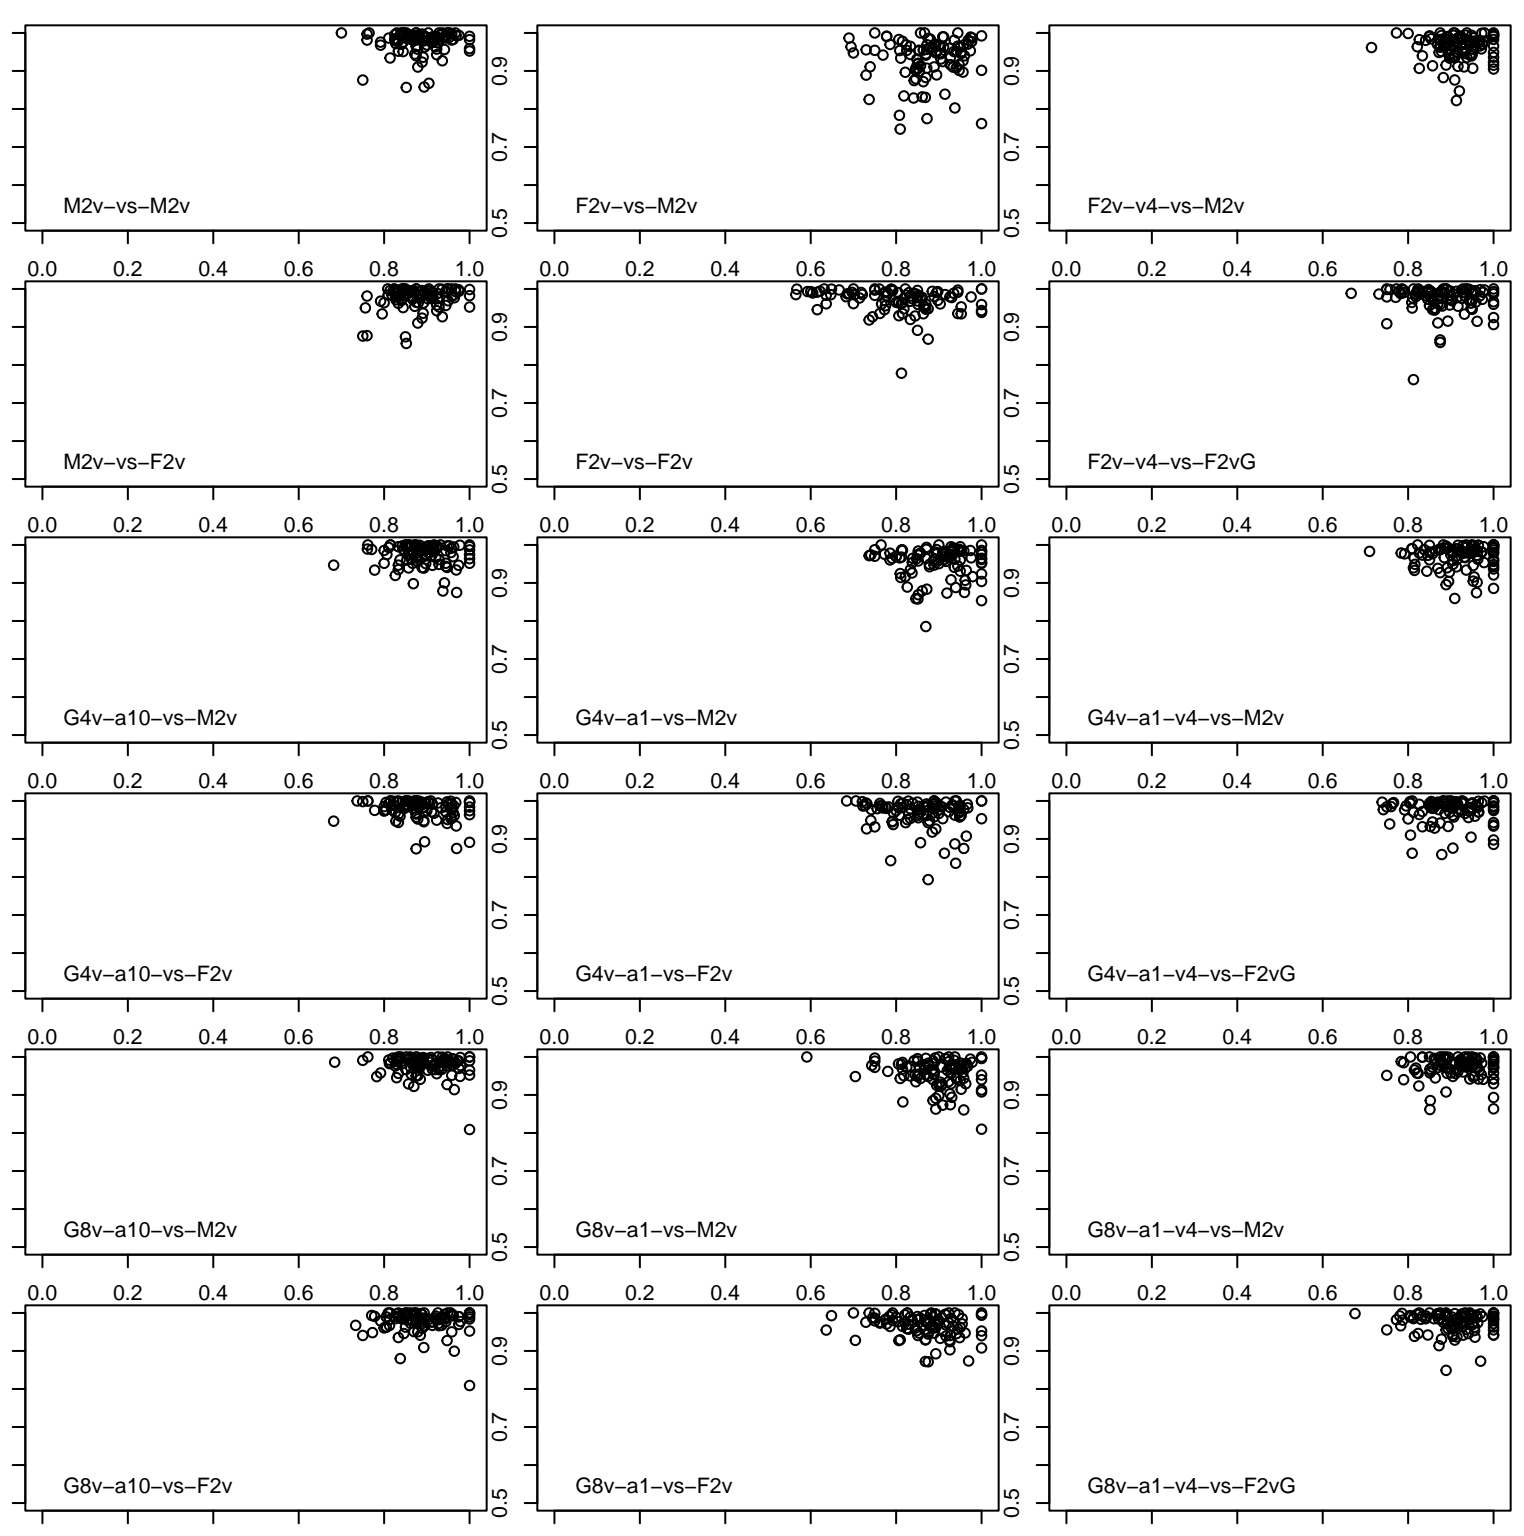 0.9 0.9
0.7 0.7
M2v−vs−M2v F2v−vs−M2v F2v−v4−vs−M2v
0.5 0.5
0.0 0.2 0.4 0.6 0.8 1.0 0.0 0.2 0.4 0.6 0.8 1.0 0.0 0.2 0.4 0.6 0.8 1.0
0.9 0.9
0.7 0.7
M2v−vs−F2v F2v−vs−F2v F2v−v4−vs−F2vG
0.5 0.5
0.0 0.2 0.4 0.6 0.8 1.0 0.0 0.2 0.4 0.6 0.8 1.0 0.0 0.2 0.4 0.6 0.8 1.0
0.9 0.9
0.7 0.7
G4v−a10−vs−M2v G4v−a1−vs−M2v G4v−a1−v4−vs−M2v
0.5 0.5
0.0 0.2 0.4 0.6 0.8 1.0 0.0 0.2 0.4 0.6 0.8 1.0 0.0 0.2 0.4 0.6 0.8 1.0
0.9 0.9
0.7 0.7
G4v−a10−vs−F2v G4v−a1−vs−F2v G4v−a1−v4−vs−F2vG
0.5 0.5
0.0 0.2 0.4 0.6 0.8 1.0 0.0 0.2 0.4 0.6 0.8 1.0 0.0 0.2 0.4 0.6 0.8 1.0
0.9 0.9
0.7 0.7
G8v−a10−vs−M2v G8v−a1−vs−M2v G8v−a1−v4−vs−M2v
0.5 0.5
0.0 0.2 0.4 0.6 0.8 1.0 0.0 0.2 0.4 0.6 0.8 1.0 0.0 0.2 0.4 0.6 0.8 1.0
0.9 0.9
0.7 0.7
G8v−a10−vs−F2v G8v−a1−vs−F2v G8v−a1−v4−vs−F2vG
0.5 0.5